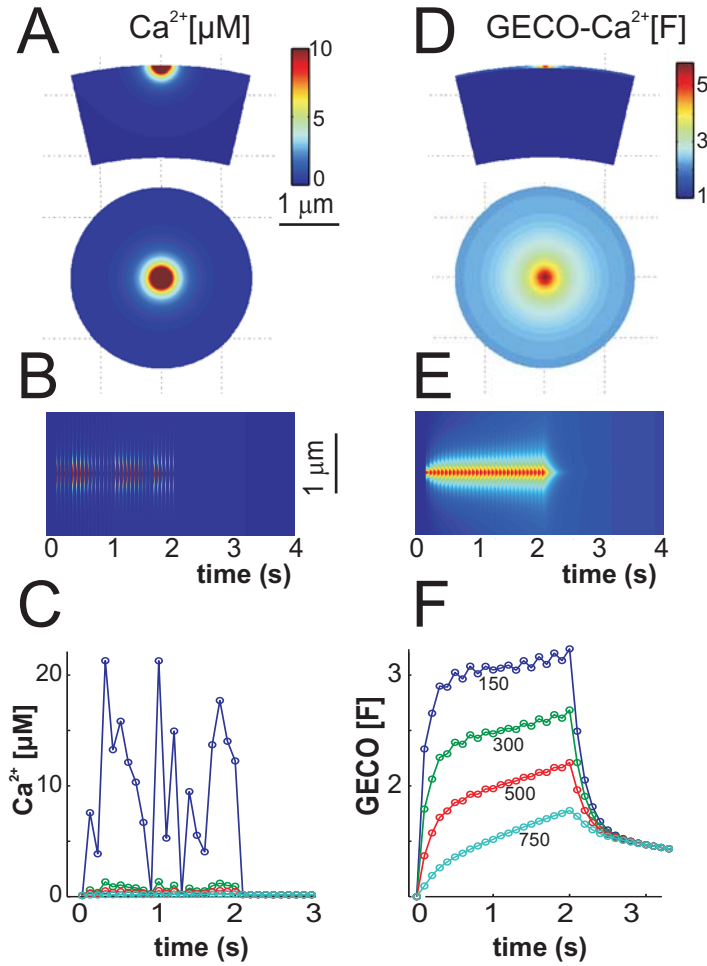 A
Ca²⁺[µM]
10
5
0
1 µm
D
GECO-Ca²⁺[F]
5
3
1
B
1 µm
0 1 2 3 4
time (s)
E
0 1 2 3 4
time (s)
C
Ca²⁺ [µM]
20
10
0
0 1 2 3
time (s)
F
GECO [F]
3
2
150
300
500
750
0 1 2 3
time (s)